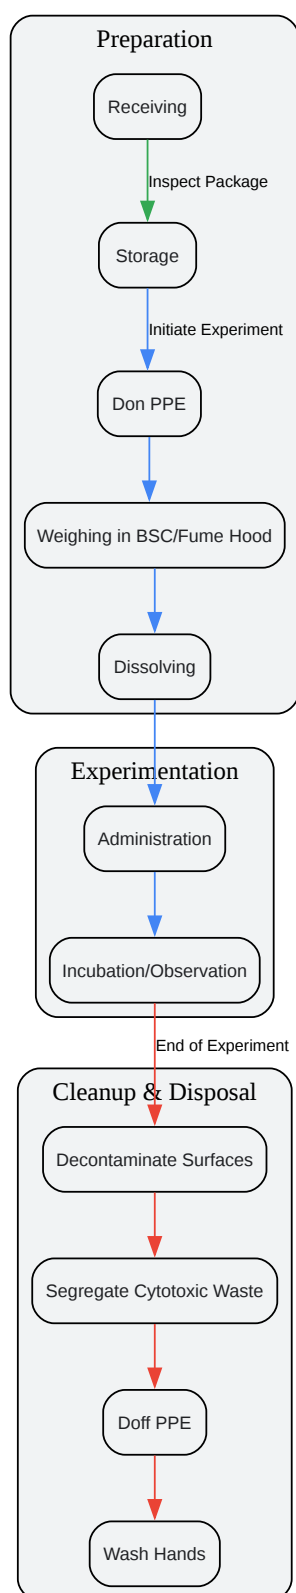 Preparation
Receiving
Inspect Package
Storage
Initiate Experiment
Don PPE
Weighing in BSC/Fume Hood
Dissolving
Experimentation
Administration
Incubation/Observation
End of Experiment
Cleanup & Disposal
Decontaminate Surfaces
Segregate Cytotoxic Waste
Doff PPE
Wash Hands